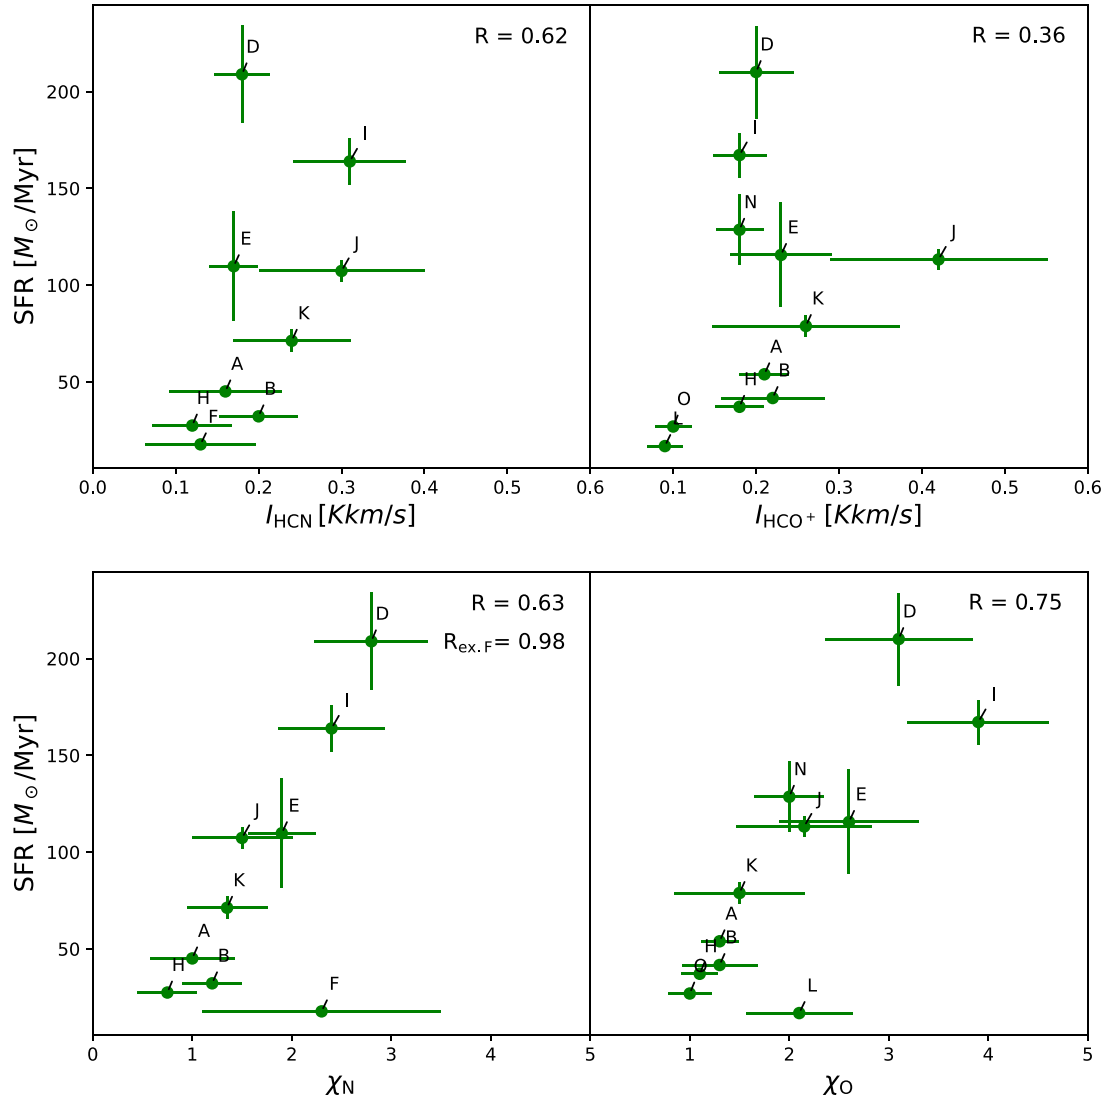 R = 0.62
R = 0.36
D
D
I
I
N
E
E
J
J
K
K
A
A
B
B
H
H
F
O
L
SFR [M⊙/Myr]
200
150
100
50
0.0
0.1
0.2
0.3
0.4
0.5
0.6
0.1
0.2
0.3
0.4
0.5
0.6
I_HCN [Kkm/s]
I_HCO⁺ [Kkm/s]
R = 0.63
R_ex.F = 0.98
R = 0.75
D
D
I
I
N
J
E
J
E
K
K
A
A
B
B
H
H
O
F
L
SFR [M⊙/Myr]
200
150
100
50
0
1
2
3
4
5
1
2
3
4
5
χ_N
χ_O